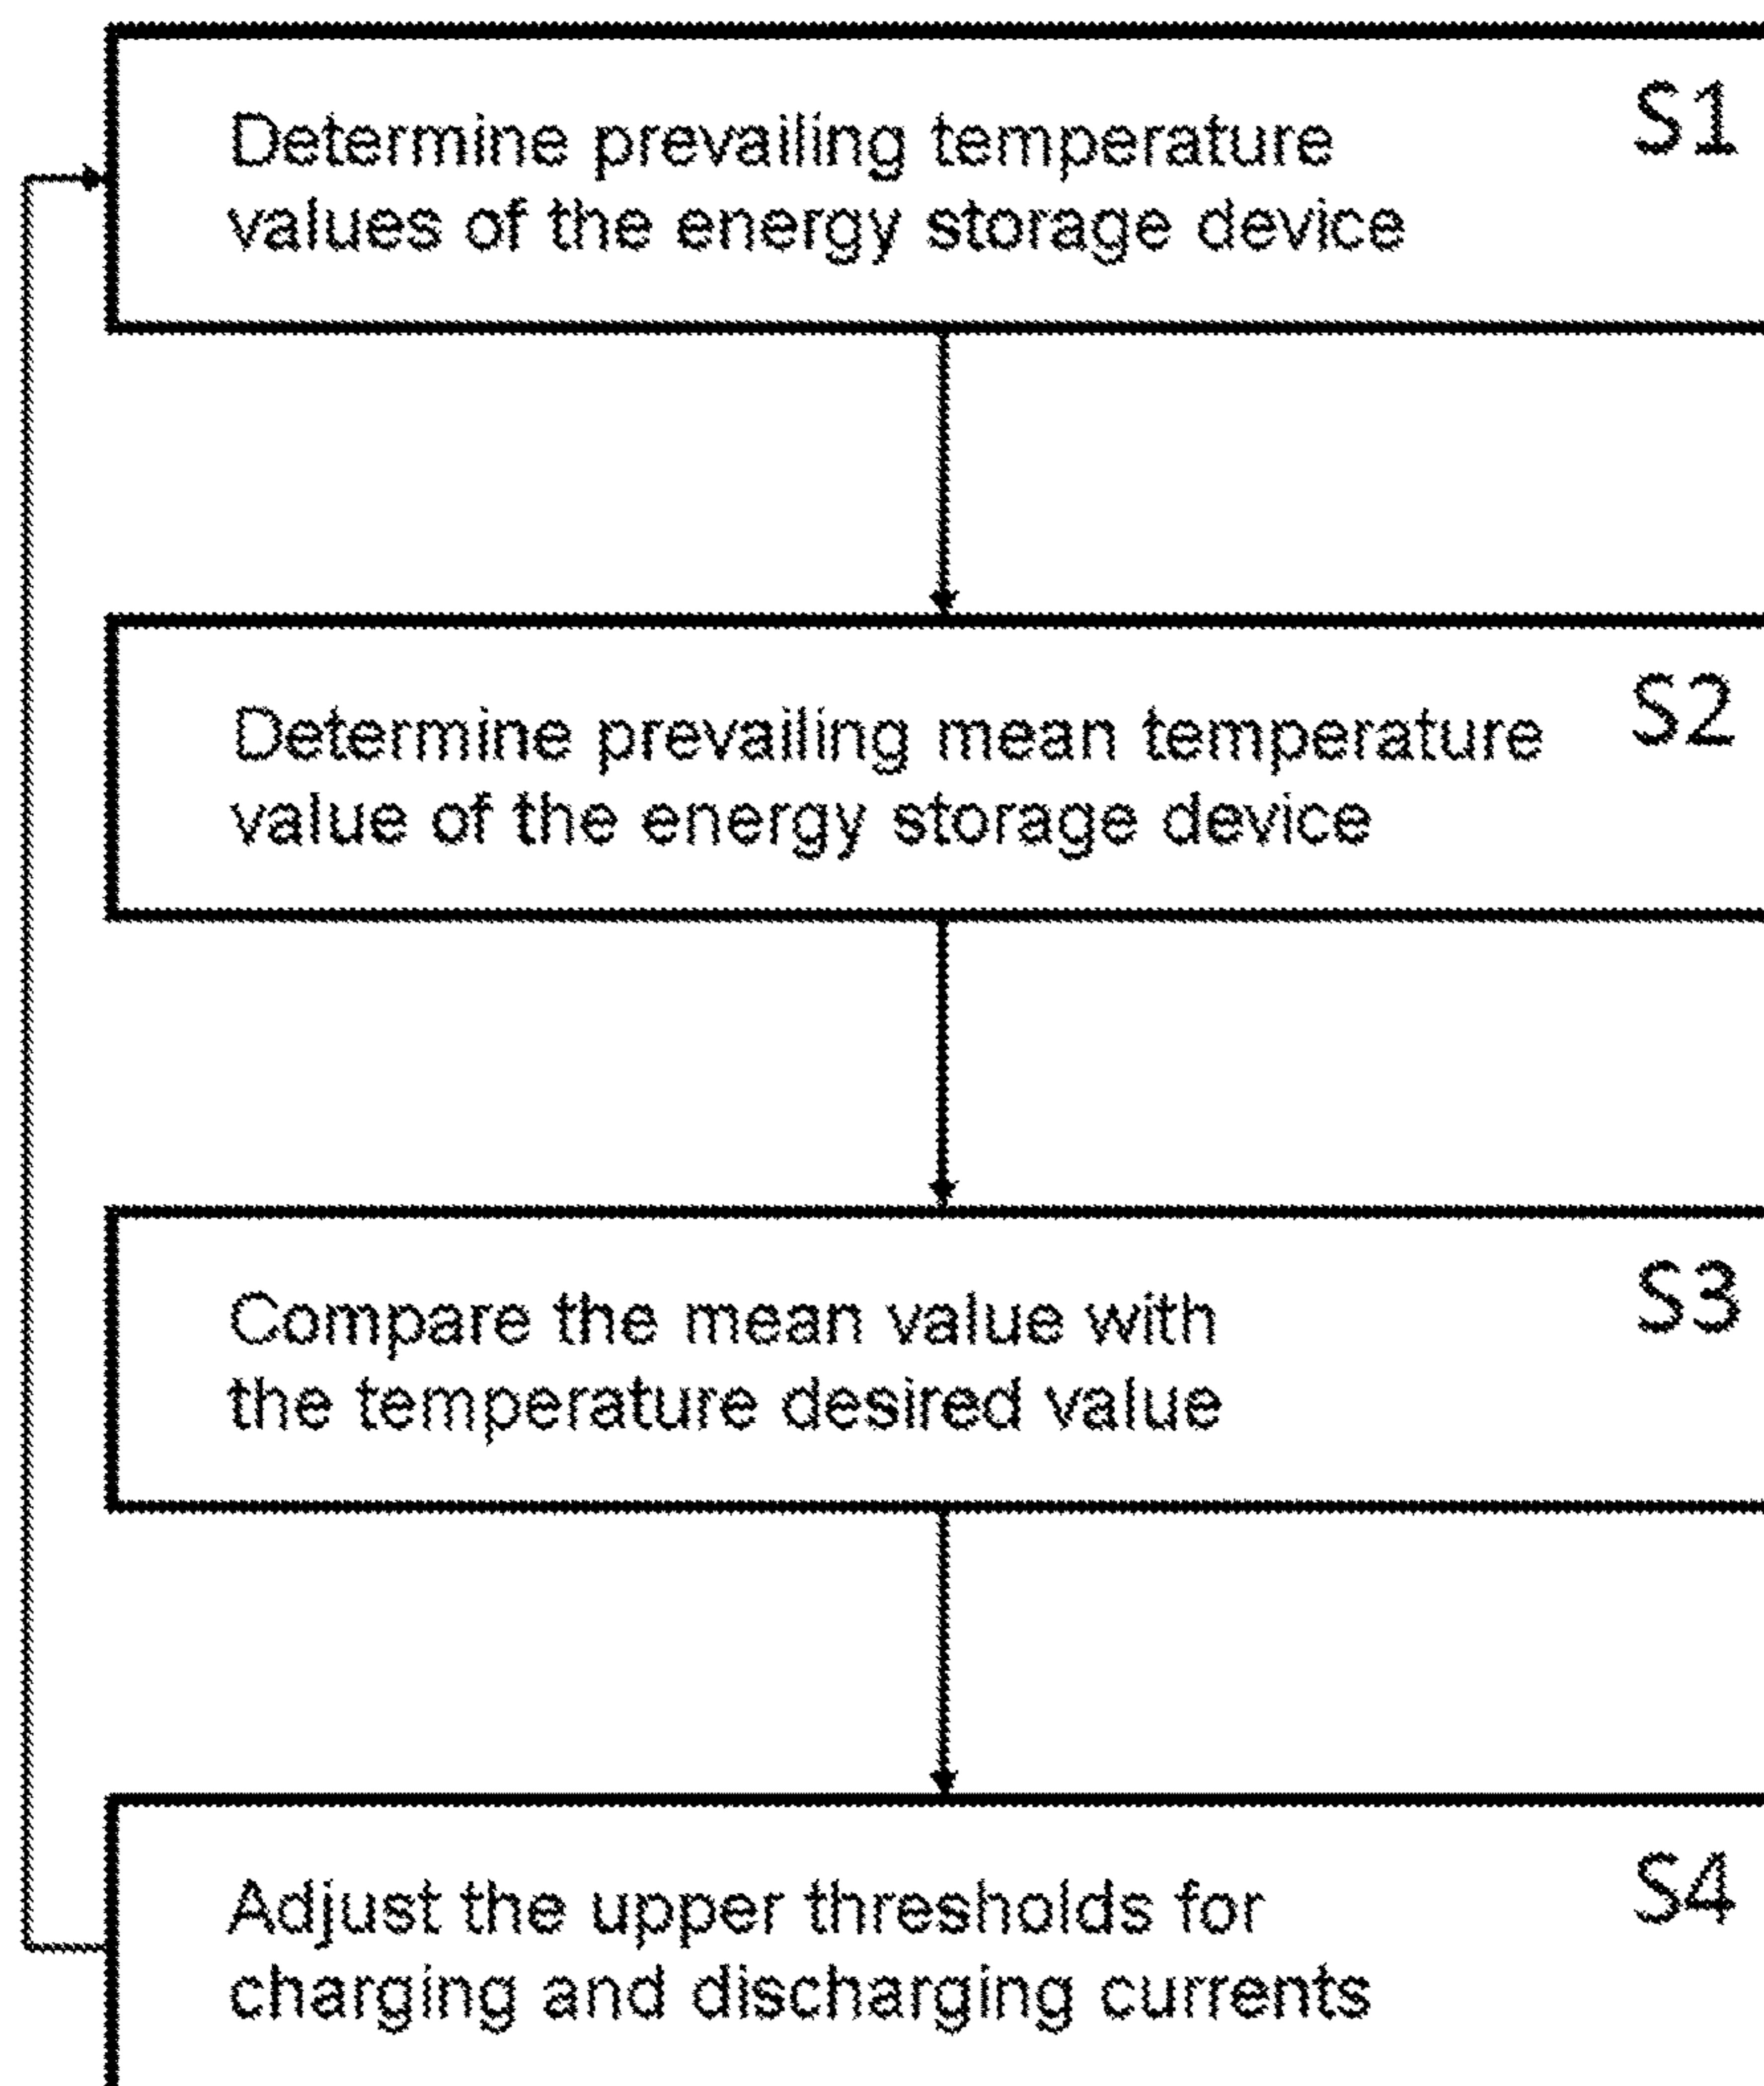 S1
Determine prevailing temperature
values of the energy storage device
S2
Determine prevailing mean temperature
value of the energy storage device
S3
Compare the mean value with
the temperature desired value
S4
Adjust the upper thresholds for
charging and discharging currents